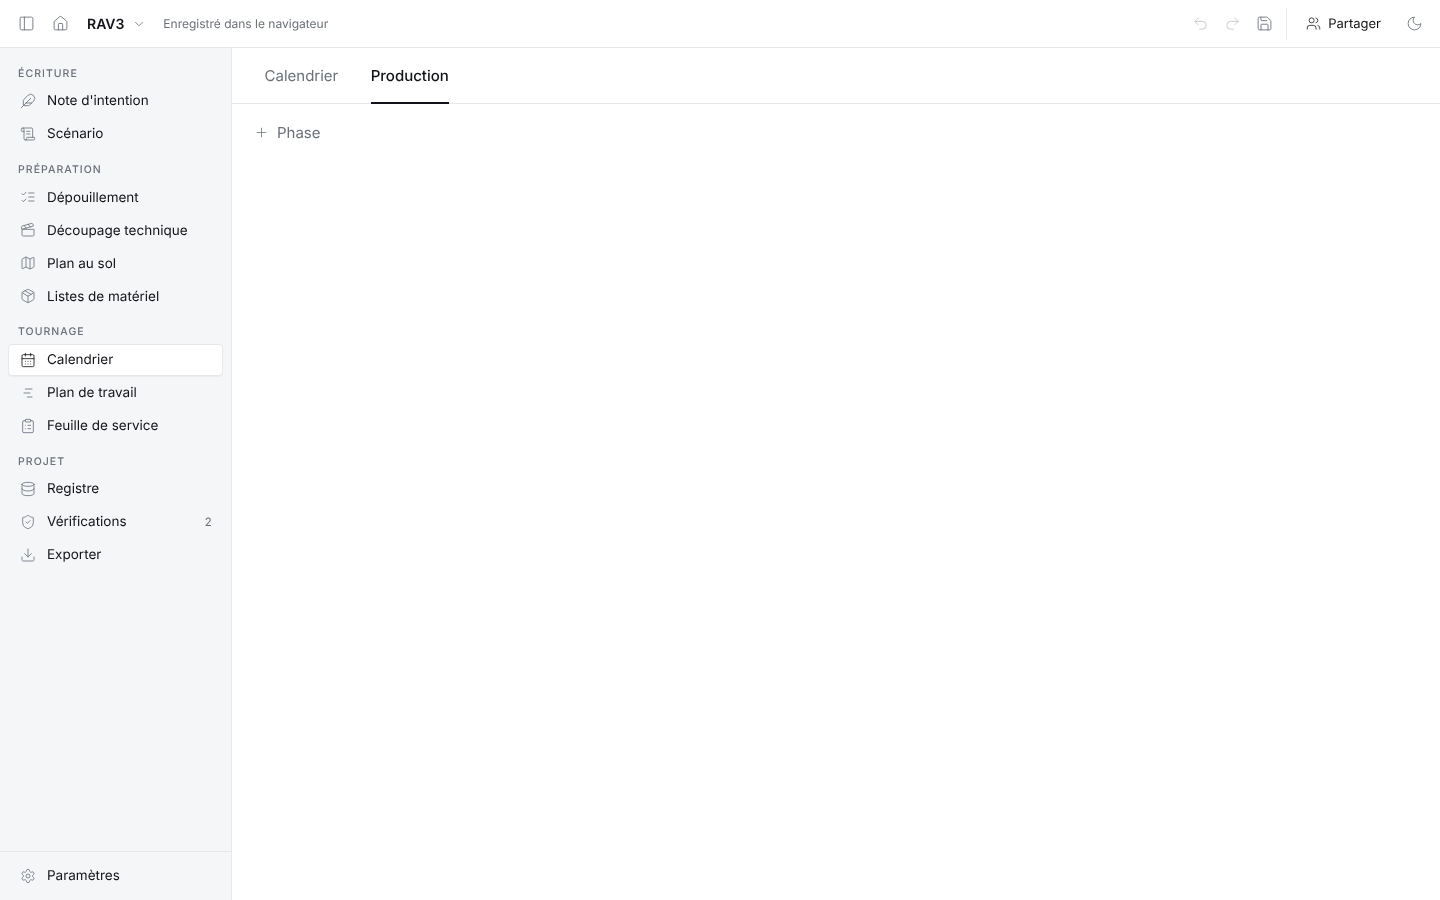 RAV3
Enregistré dans le navigateur
Partager
ÉCRITURE
Note d'intention
Scénario
PRÉPARATION
Dépouillement
Découpage technique
Plan au sol
Listes de matériel
TOURNAGE
Calendrier
Plan de travail
Feuille de service
PROJET
Registre
Vérifications 2
Exporter
Paramètres
Calendrier Production
+ Phase